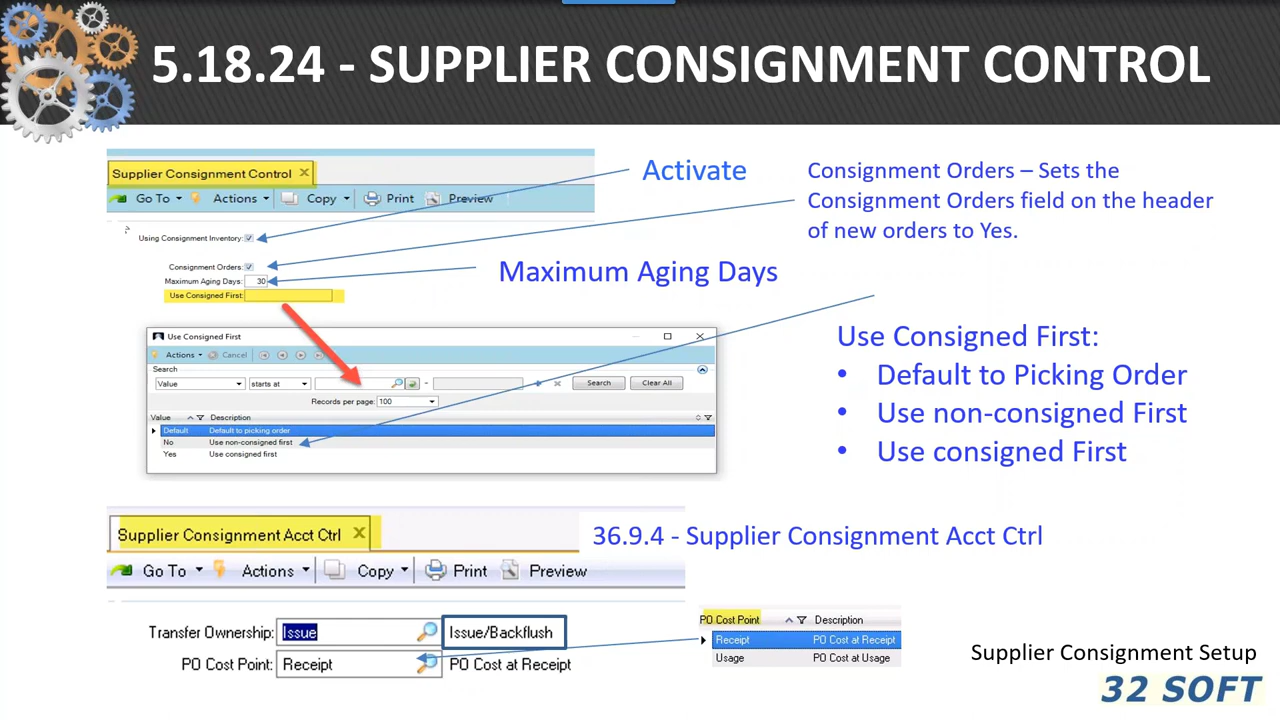 5.18.24 - SUPPLIER CONSIGNMENT CONTROL
Supplier Consignment Control
Go To Actions Copy Print Preview
Using Consignment Inventory:
Consignment Orders:
Maximum Aging Days: 30
Use Consigned First:
Activate
Consignment Orders – Sets the
Consignment Orders field on the header
of new orders to Yes.
Maximum Aging Days
Use Consigned First
Actions Cancel
Search
Value starts at - Search Clear All
Records per page: 100
Value Description
Default Default to picking order
No Use non-consigned first
Yes Use consigned first
Use Consigned First:
• Default to Picking Order
• Use non-consigned First
• Use consigned First
Supplier Consignment Acct Ctrl
36.9.4 - Supplier Consignment Acct Ctrl
Go To Actions Copy Print Preview
Transfer Ownership: Issue Issue/Backflush
PO Cost Point: Receipt PO Cost at Receipt
PO Cost Point Description
Receipt PO Cost at Receipt
Usage PO Cost at Usage
Supplier Consignment Setup
32 SOFT